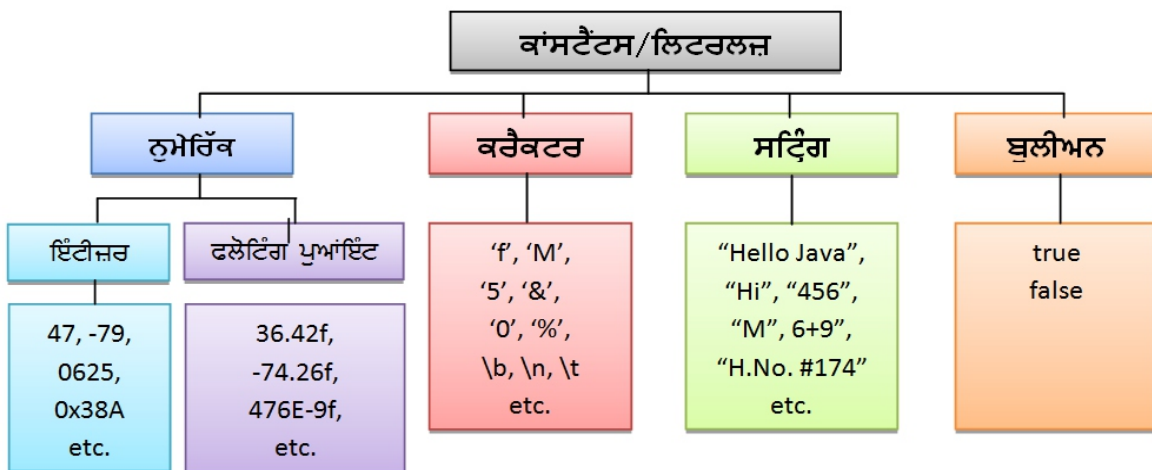 ਕਾਂਸਟੈਂਟਸ/ਲਿਟਰਲਜ਼
ਨੁਮੇਰਿੱਕ
ਕਰੈਕਟਰ
ਸਟ੍ਰਿੰਗ
ਬੂਲੀਅਨ
ਇੰਟੀਜ਼ਰ
ਫਲੋਟਿੰਗ ਪੁਆਂਇੰਟ
47, -79,
0625,
0x38A
etc.
36.42f,
-74.26f,
476E-9f,
etc.
‘f’, ‘M’,
‘5’, ‘&’,
‘0’, ‘%’,
\b, \n, \t
etc.
“Hello Java”,
“Hi”, “456”,
“M”, 6+9”,
“H.No. #174”
etc.
true
false